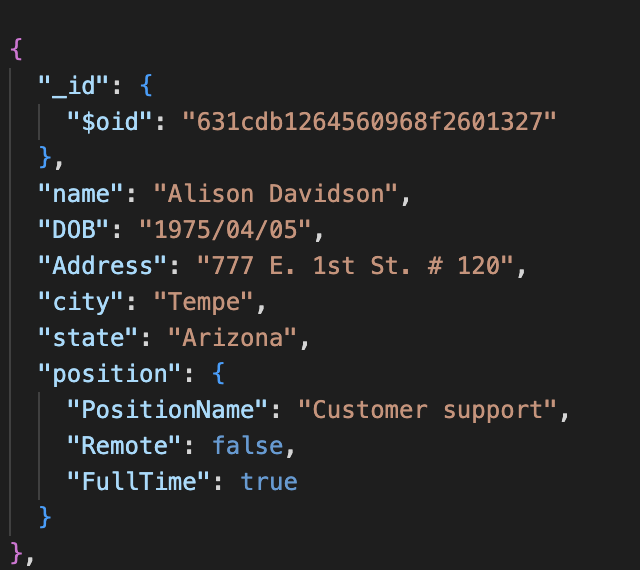 {
  "_id": {
    "$oid": "631cdb1264560968f2601327"
  },
  "name": "Alison Davidson",
  "DOB": "1975/04/05",
  "Address": "777 E. 1st St. # 120",
  "city": "Tempe",
  "state": "Arizona",
  "position": {
    "PositionName": "Customer support",
    "Remote": false,
    "FullTime": true
  }
},